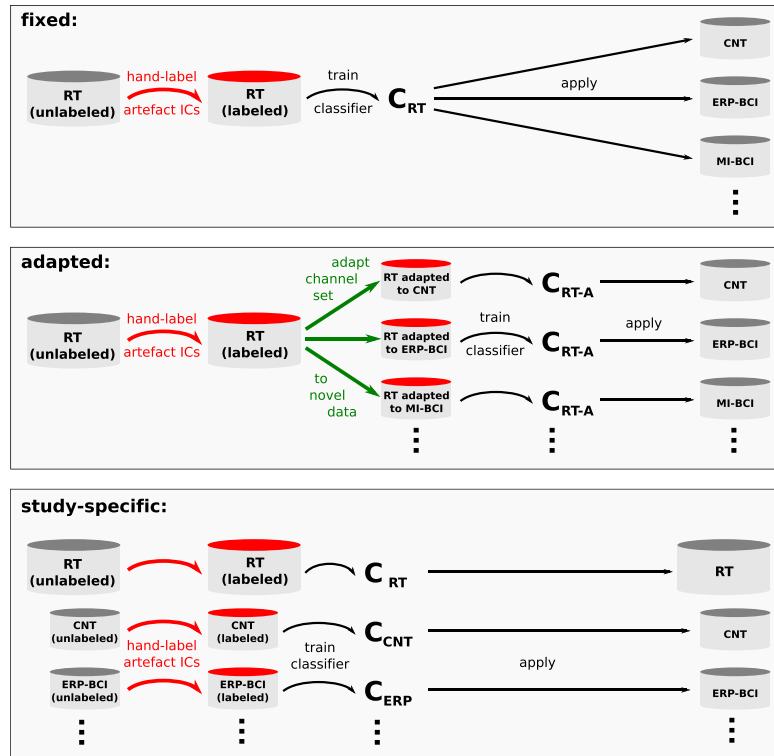 fixed:
RT
(unlabeled)
hand-label
artefact ICs
RT
(labeled)
train
classifier
CRT
apply
CNT
ERP-BCI
MI-BCI
adapted:
RT
(unlabeled)
hand-label
artefact ICs
RT
(labeled)
adapt
channel
set
to
novel
data
RT adapted
to CNT
RT adapted
to ERP-BCI
RT adapted
to MI-BCI
train
classifier
CRT-A
CRT-A
CRT-A
apply
CNT
ERP-BCI
MI-BCI
study-specific:
RT
(unlabeled)
RT
(labeled)
C RT
RT
CNT
(unlabeled)
CNT
(labeled)
CCNT
CNT
hand-label
artefact ICs
train
classifier
apply
ERP-BCI
(unlabeled)
ERP-BCI
(labeled)
CERP
ERP-BCI